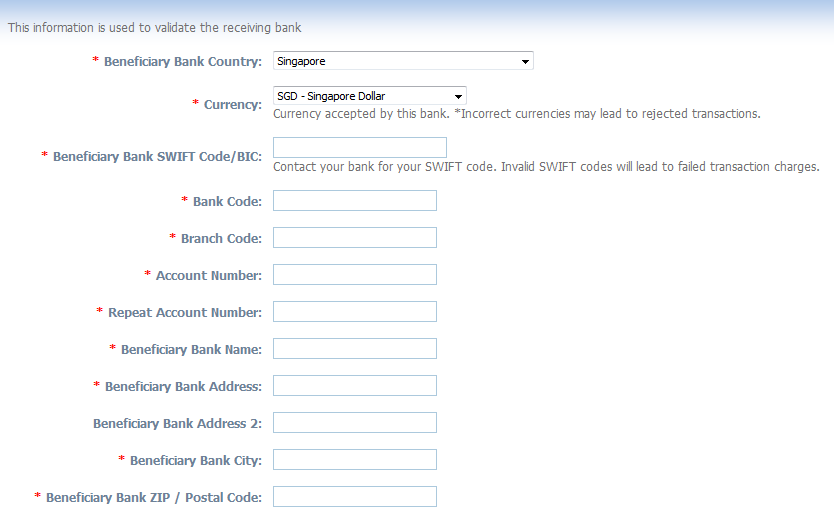 This information is used to validate the receiving bank
* Beneficiary Bank Country: Singapore
* Currency: SGD - Singapore Dollar
Currency accepted by this bank. *Incorrect currencies may lead to rejected transactions.
* Beneficiary Bank SWIFT Code/BIC:
Contact your bank for your SWIFT code. Invalid SWIFT codes will lead to failed transaction charges.
* Bank Code:
* Branch Code:
* Account Number:
* Repeat Account Number:
* Beneficiary Bank Name:
* Beneficiary Bank Address:
Beneficiary Bank Address 2:
* Beneficiary Bank City:
* Beneficiary Bank ZIP / Postal Code: